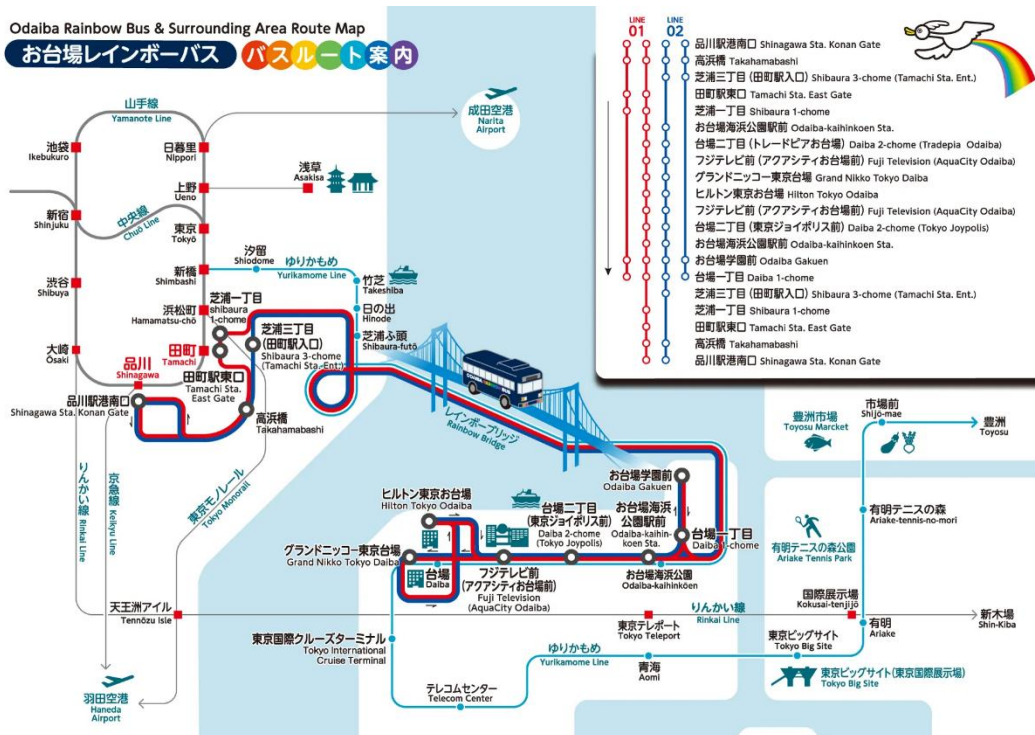 Odaiba Rainbow Bus & Surrounding Area Route Map
お台場レインボーバス バスルート案内
LINE 01
LINE 02
品川駅港南口 Shinagawa Sta. Konan Gate
高浜橋 Takahamabashi
芝浦三丁目 (田町駅入口) Shibaura 3-chome (Tamachi Sta. Ent.)
田町駅東口 Tamachi Sta. East Gate
芝浦一丁目 Shibaura 1-chome
お台場海浜公園駅前 Odaiba-kaihinkoen Sta.
台場二丁目 (トレードピアお台場) Daiba 2-chome (Tradepia Odaiba)
フジテレビ前 (アクアシティお台場前) Fuji Television (AquaCity Odaiba)
グランドニッコー東京台場 Grand Nikko Tokyo Daiba
ヒルトン東京お台場 Hilton Tokyo Odaiba
フジテレビ前 (アクアシティお台場前) Fuji Television (AquaCity Odaiba)
台場二丁目 (東京ジョイポリス前) Daiba 2-chome (Tokyo Joypolis)
お台場海浜公園駅前 Odaiba-kaihinkoen Sta.
お台場学園前 Odaiba Gakuen
台場一丁目 Daiba 1-chome
芝浦三丁目 (田町駅入口) Shibaura 3-chome (Tamachi Sta. Ent.)
芝浦一丁目 Shibaura 1-chome
田町駅東口 Tamachi Sta. East Gate
高浜橋 Takahamabashi
品川駅港南口 Shinagawa Sta. Konan Gate
山手線
Yamanote Line
成田空港
Narita
Airport
池袋
Ikebukuro
日暮里
Nippori
浅草
Asakisa
上野
Ueno
新宿
Shinjuku
中央線
Chuō Line
東京
Tokyō
汐留
Shiodome
ゆりかもめ
Yurikamome Line
新橋
Shimbashi
竹芝
Takeshiba
渋谷
Shibuya
浜松町
Hamamatsu-chō
芝浦一丁目
shibaura
1-chome
日の出
Hinode
芝浦三丁目
(田町駅入口)
Shibaura 3-chome
(Tamachi Sta. Ent.)
芝浦ふ頭
Shibaura-futō
大崎
Osaki
田町
Tamachi
品川
Shinagawa
田町駅東口
Tamachi Sta.
East Gate
品川駅港南口
Shinagawa Sta. Konan Gate
高浜橋
Takahamabashi
レインボーブリッジ
Rainbow Bridge
りんかい線
Rinkai Line
京急線
Keikyu Line
東京モノレール
Tokyo Monorail
豊洲市場
Toyosu Marcket
市場前
Shijō-mae
豊洲
Toyosu
お台場学園前
Odaiba Gakuen
ヒルトン東京お台場
Hilton Tokyo Odaiba
台場二丁目
(東京ジョイポリス前)
Daiba 2-chome
(Tokyo Joypolis)
お台場海浜
公園駅前
Odaiba-kaihin-
koen Sta.
台場一丁目
Daiba 1-chome
有明テニスの森
Ariake-tennis-no-mori
有明テニスの森公園
Ariake Tennis Park
グランドニッコー東京台場
Grand Nikko Tokyo Daiba
台場
Daiba
フジテレビ前
(アクアシティお台場前)
Fuji Television
(AquaCity Odaiba)
お台場海浜公園
Odaiba-kaihinkōen
天王洲アイル
Tennōzu Isle
りんかい線
Rinkai Line
国際展示場
Kokusai-tenjijō
新木場
Shin-Kiba
東京テレポート
Tokyo Teleport
有明
Ariake
東京国際クルーズターミナル
Tokyo International
Cruise Terminal
ゆりかもめ
Yurikamome Line
青海
Aomi
東京ビッグサイト
Tokyo Big Site
羽田空港
Haneda
Airport
テレコムセンター
Telecom Center
東京ビッグサイト(東京国際展示場)
Tokyo Big Site